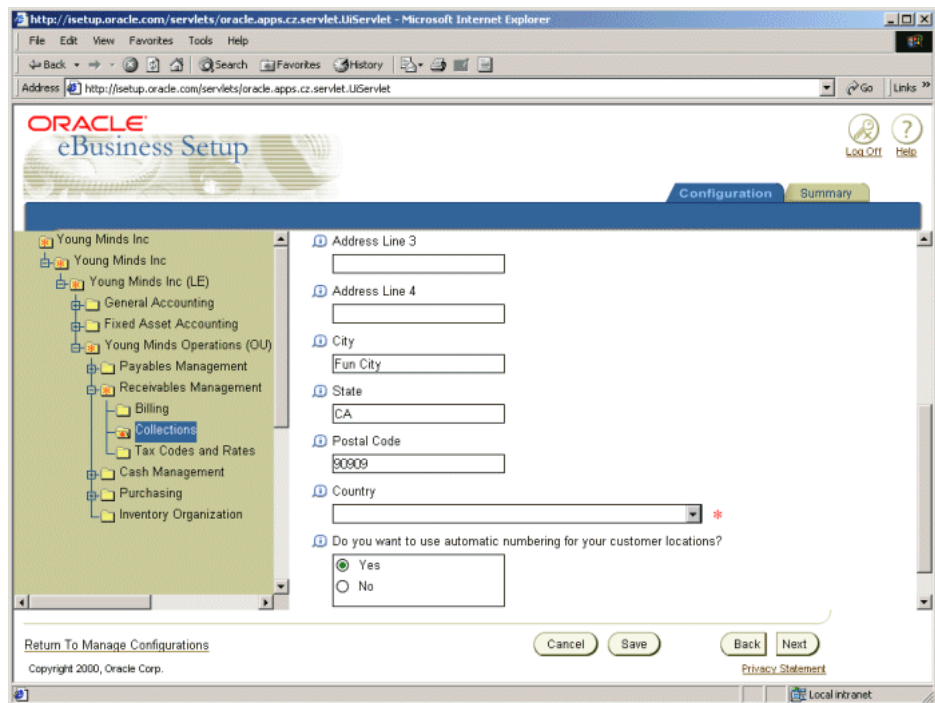 http://isetup.oracle.com/servlets/oracle.apps.cz.servlet.UiServlet - Microsoft Internet Explorer
File Edit View Favorites Tools Help
Back Search Favorites History
Address http://isetup.oracle.com/servlets/oracle.apps.cz.servlet.UiServlet Go Links »
ORACLE®
eBusiness Setup
Log Off Help
Configuration Summary
Young Minds Inc
Young Minds Inc
Young Minds Inc (LE)
General Accounting
Fixed Asset Accounting
Young Minds Operations (OU)
Payables Management
Receivables Management
Billing
Collections
Tax Codes and Rates
Cash Management
Purchasing
Inventory Organization
Address Line 3
Address Line 4
City
Fun City
State
CA
Postal Code
90909
Country
*
Do you want to use automatic numbering for your customer locations?
Yes
No
Return To Manage Configurations
Cancel Save Back Next
Copyright 2000, Oracle Corp.
Privacy Statement
Local intranet